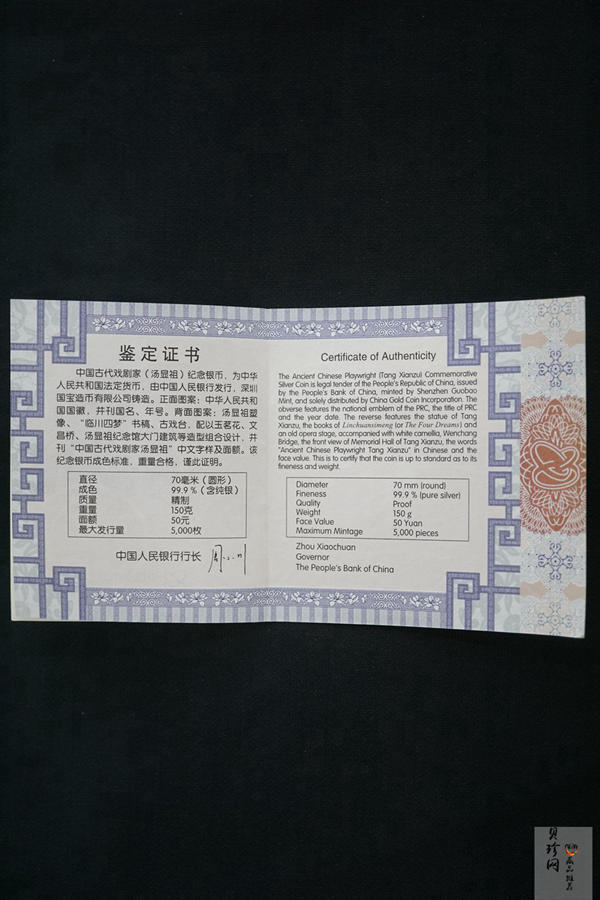 鉴定证书
中国古代戏剧家（汤显祖）纪念银币，为中华
人民共和国法定货币，由中国人民银行发行，深圳
国宝造币有限公司铸造。正面图案：中华人民共和
国国徽，并刊国名、年号。背面图案：汤显祖塑
像、“临川四梦”书稿、古戏台，配以玉茗花、文
昌桥、汤显祖纪念馆大门建筑等造型组合设计，并
刊“中国古代戏剧家汤显祖”中文字样及面额。该
纪念银币成色标准，重量合格，谨此证明。
直径 70毫米（圆形）
成色 99.9％（含纯银）
质量 精制
重量 150克
面额 50元
最大发行量 5,000枚
中国人民银行行长
Certificate of Authenticity
The Ancient Chinese Playwright (Tang Xianzu) Commemorative
Silver Coin is legal tender of the People's Republic of China, issued
by the People's Bank of China, minted by Shenzhen Guobao
Mint, and solely distributed by China Gold Coin Incorporation. The
obverse features the national emblem of the PRC, the title of PRC
and the year date. The reverse features the statue of Tang
Xianzu, the books of Linchuansimeng (or The Four Dreams) and
an old opera stage, accompanied with white camellia, Wenchang
Bridge, the front view of Memorial Hall of Tang Xianzu, the words
"Ancient Chinese Playwright Tang Xianzu" in Chinese and the
face value. This is to certify that the coin is up to standard as to its
fineness and weight.
Diameter 70 mm (round)
Fineness 99.9 % (pure silver)
Quality Proof
Weight 150 g
Face Value 50 Yuan
Maximum Mintage 5,000 pieces
Zhou Xiaochuan
Governor
The People's Bank of China
贝珍网